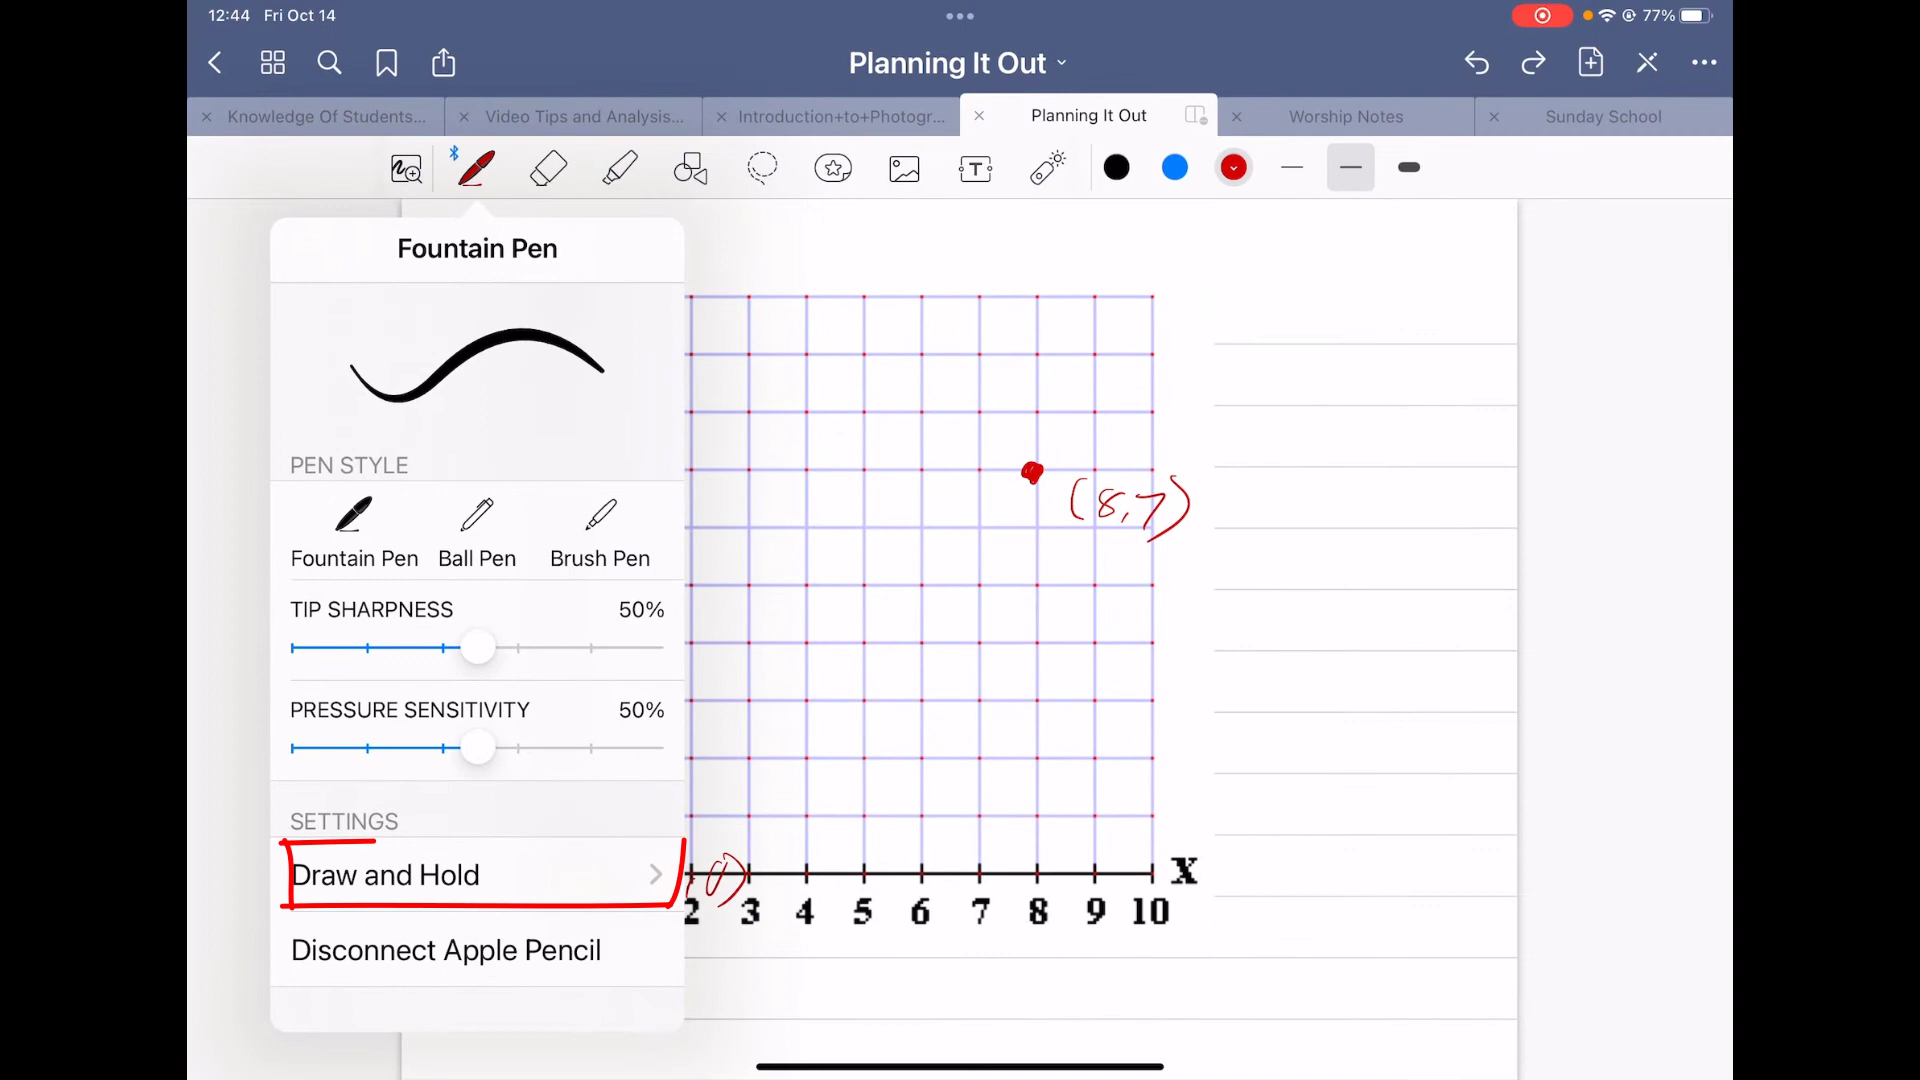 12:44 Fri Oct 14
77%
Planning It Out
Knowledge Of Students...
Video Tips and Analysis...
Introduction+to+Photogr...
Planning It Out
Worship Notes
Sunday School
T
Fountain Pen
PEN STYLE
Fountain Pen
Ball Pen
Brush Pen
TIP SHARPNESS 50%
PRESSURE SENSITIVITY 50%
SETTINGS
Draw and Hold
Disconnect Apple Pencil
(8,7)
X
2 3 4 5 6 7 8 9 10